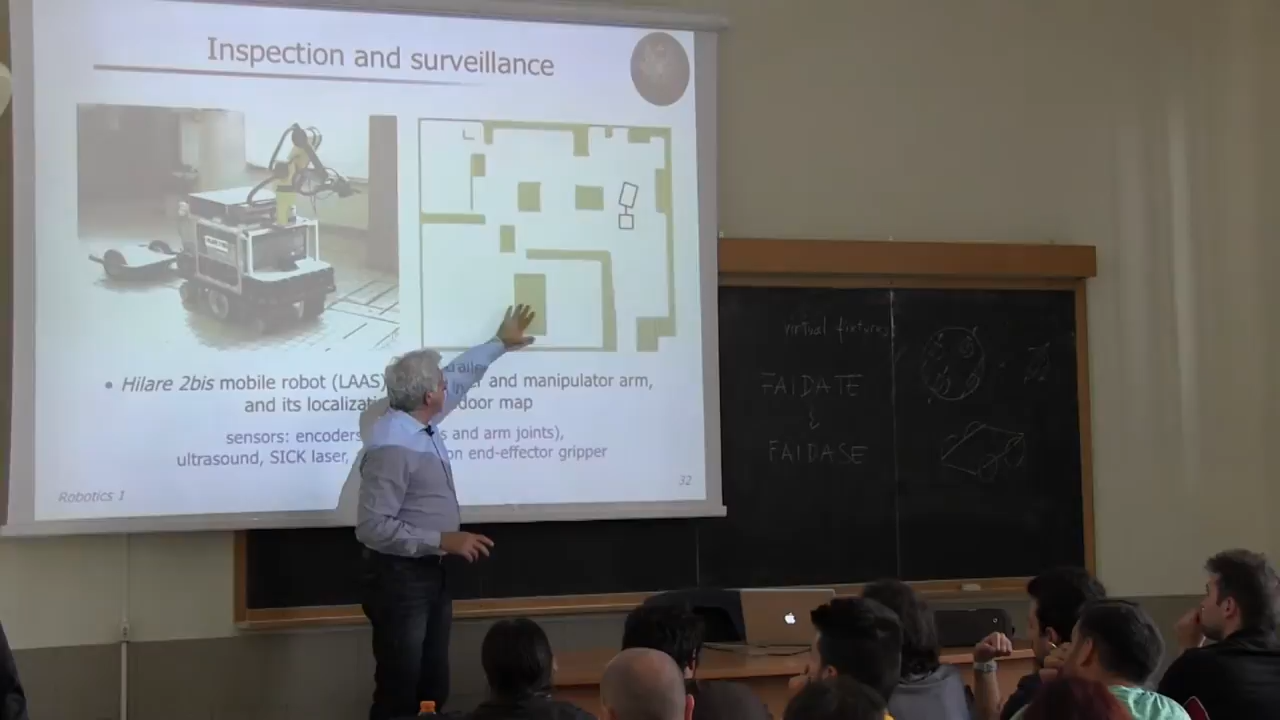 Inspection and surveillance
• Hilare 2bis mobile robot (LAAS) and manipulator arm,
and its door map
sensors: encoders and arm joints),
ultrasound, SICK laser, on end-effector gripper
Robotics 1
32
virtual fixtures
FAIDATE
&
FAIDASE